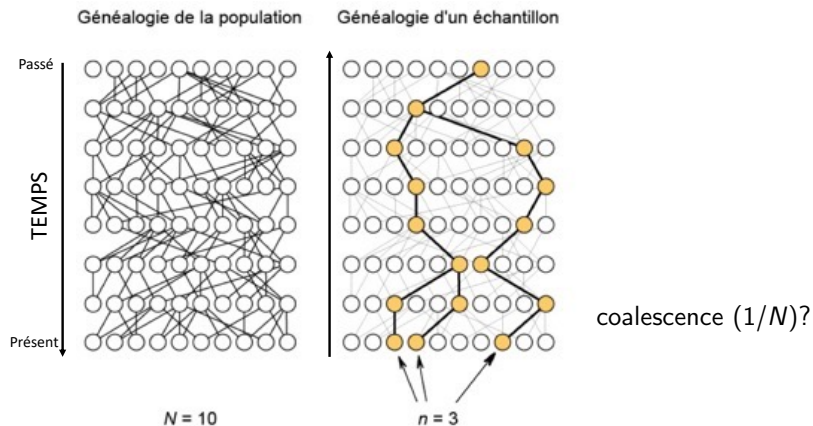 Généalogie de la population
Généalogie d'un échantillon
Passé
TEMPS
coalescence (1/N)?
Présent
N = 10
n = 3